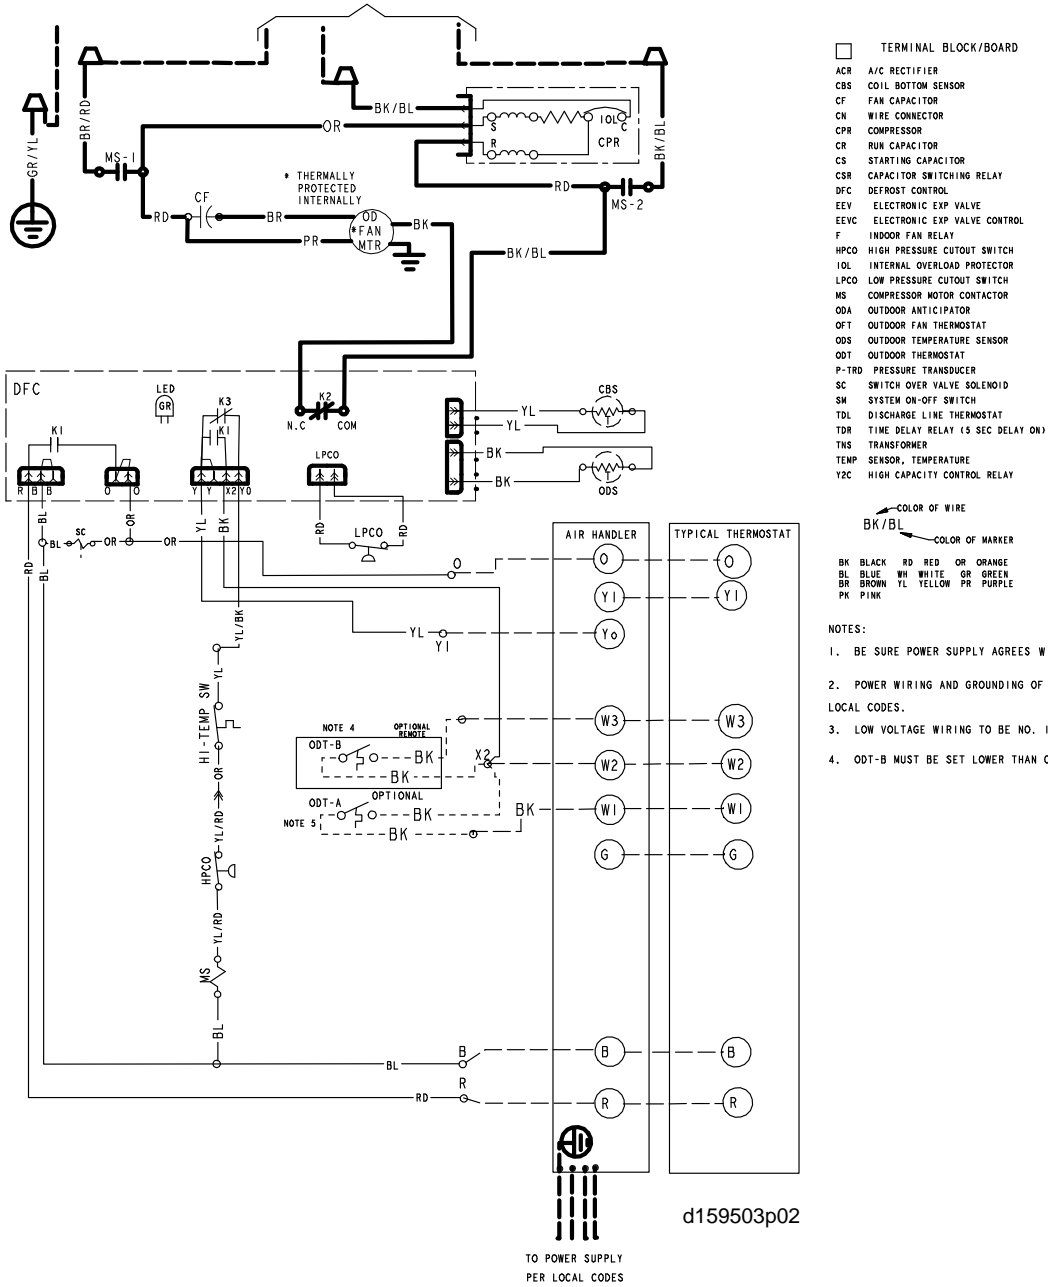 TERMINAL BLOCK/BOARD
ACR A/C RECTIFIER
CBS COIL BOTTOM SENSOR
CF FAN CAPACITOR
CN WIRE CONNECTOR
CPR COMPRESSOR
CR RUN CAPACITOR
CS STARTING CAPACITOR
CSR CAPACITOR SWITCHING RELAY
DFC DEFROST CONTROL
EEV ELECTRONIC EXP VALVE
EEVC ELECTRONIC EXP VALVE CONTROL
F INDOOR FAN RELAY
HPCO HIGH PRESSURE CUTOUT SWITCH
IOL INTERNAL OVERLOAD PROTECTOR
LPCO LOW PRESSURE CUTOUT SWITCH
MS COMPRESSOR MOTOR CONTACTOR
ODA OUTDOOR ANTICIPATOR
OFT OUTDOOR FAN THERMOSTAT
ODS OUTDOOR TEMPERATURE SENSOR
ODT OUTDOOR THERMOSTAT
P-TRD PRESSURE TRANSDUCER
SC SWITCH OVER VALVE SOLENOID
SM SYSTEM ON-OFF SWITCH
TDL DISCHARGE LINE THERMOSTAT
TDR TIME DELAY RELAY (5 SEC DELAY ON)
TNS TRANSFORMER
TEMP SENSOR, TEMPERATURE
Y2C HIGH CAPACITY CONTROL RELAY
COLOR OF WIRE
BK/BL
COLOR OF MARKER
BK BLACK RD RED OR ORANGE
BL BLUE WH WHITE GR GREEN
BR BROWN YL YELLOW PR PURPLE
PK PINK
NOTES:
1. BE SURE POWER SUPPLY AGREES W
2. POWER WIRING AND GROUNDING OF
LOCAL CODES.
3. LOW VOLTAGE WIRING TO BE NO. 1
4. ODT-B MUST BE SET LOWER THAN O
GR/YL
BR/RD
MS-1
OR
BK/BL
S
R
IOL
C
CPR
BK/BL
RD
MS-2
* THERMALLY
PROTECTED
INTERNALLY
RD
CF
BR
PR
OD
*FAN
MTR
BK
BK/BL
DFC
LED
GR
K1
K3
K1
K2
N.C
COM
LPCO
R B B
O O
Y Y X2 YO
CBS
YL
YL
BK
BK
ODS
BL
BL
SC
OR
OR
OR
YL
BK
RD
LPCO
RD
RD
BL
O
YL
Y1
YL/BK
YL
HI-TEMP SW
OR
YL/RD
HPCO
YL/RD
MS
BL
NOTE 4
OPTIONAL
REMOTE
ODT-B
BK
BK
X2
ODT-A
OPTIONAL
BK
NOTE 5
BK
BK
B
BL
R
RD
AIR HANDLER
TYPICAL THERMOSTAT
O O
Y1 Y1
Yo
W3 W3
W2 W2
W1 W1
G G
B B
R R
d159503p02
TO POWER SUPPLY
PER LOCAL CODES